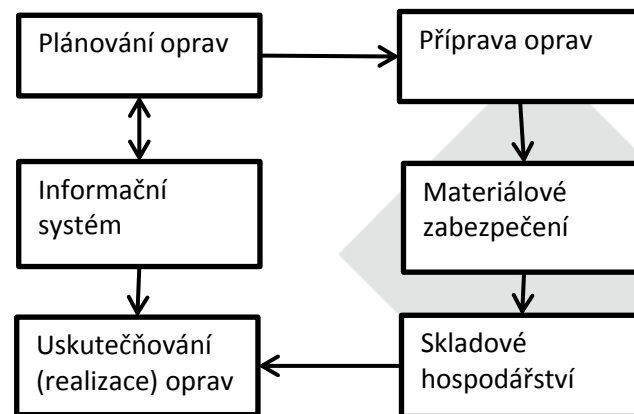 Plánování oprav
Příprava oprav
Informační
systém
Materiálové
zabezpečení
Uskutečňování
(realizace) oprav
Skladové
hospodářství